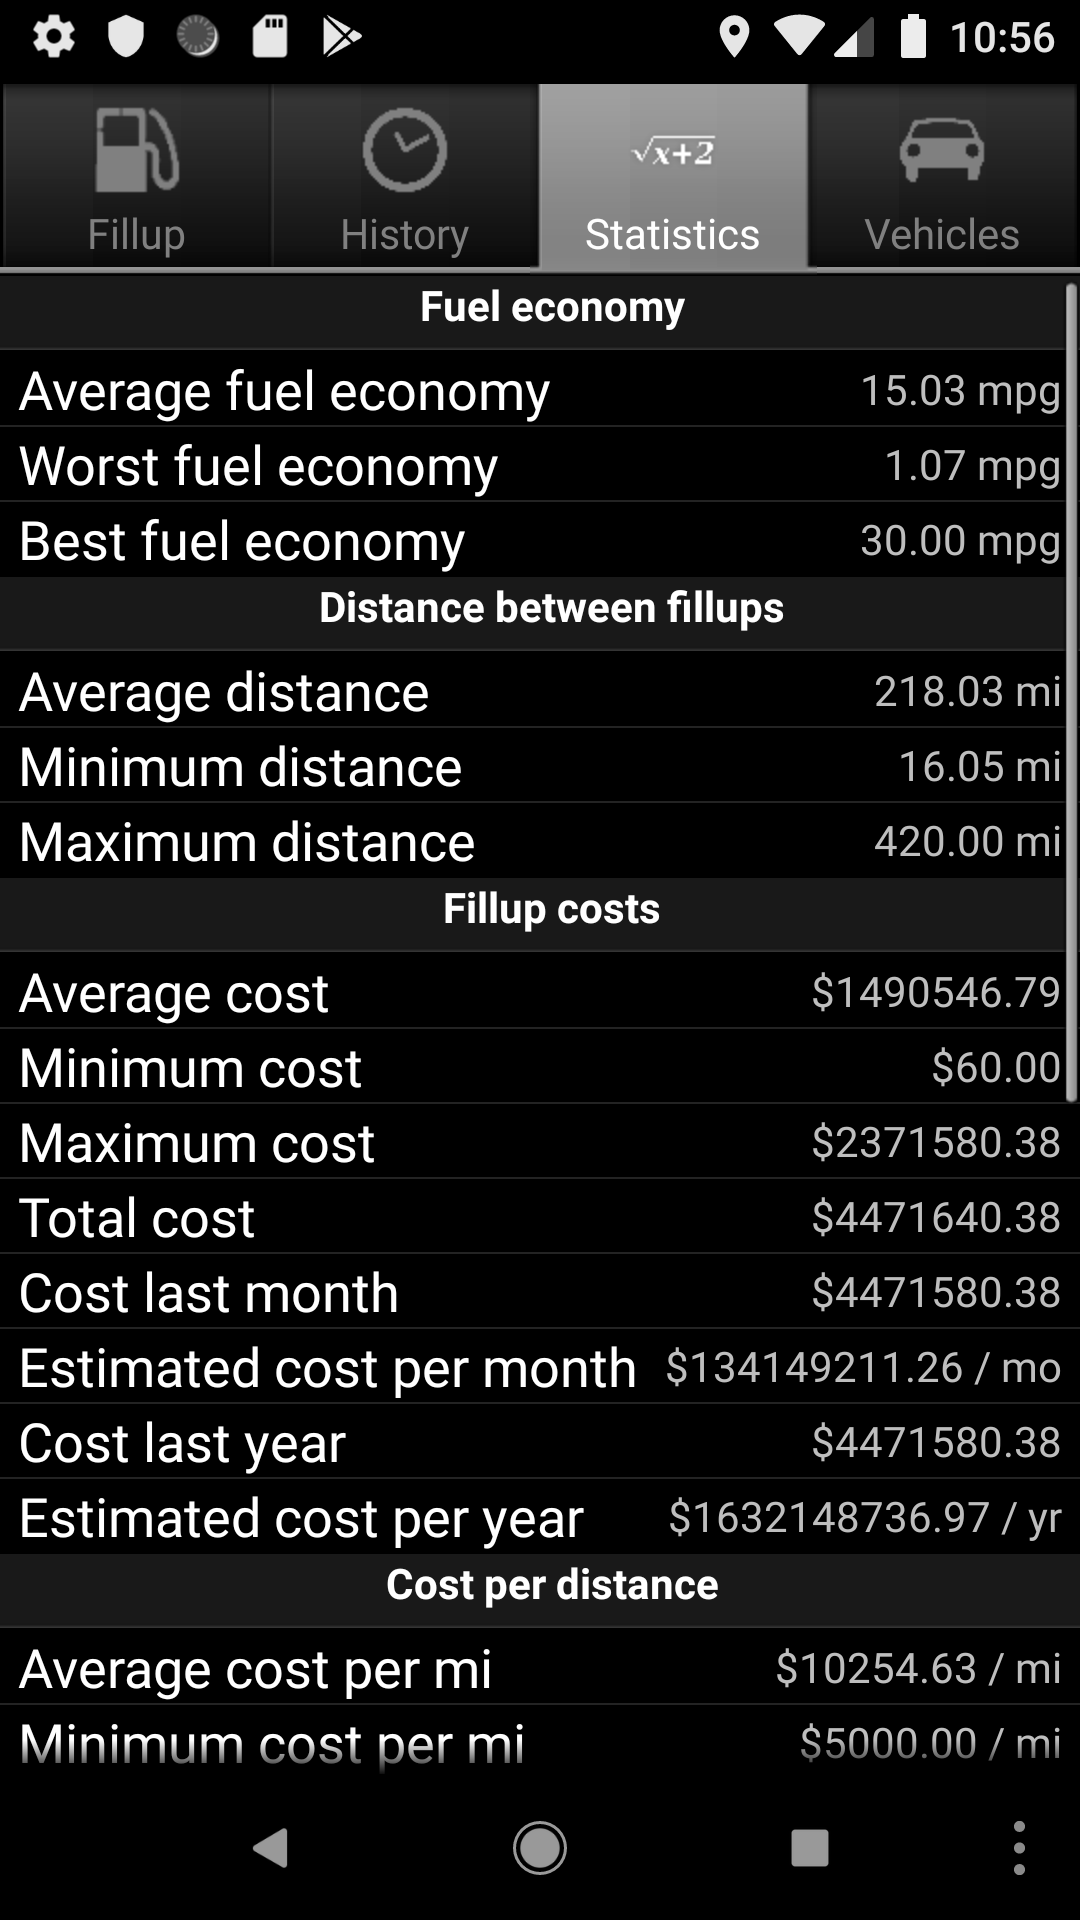 10:56
Fillup
History
√x+2
Statistics
Vehicles
Fuel economy
Average fuel economy 15.03 mpg
Worst fuel economy 1.07 mpg
Best fuel economy 30.00 mpg
Distance between fillups
Average distance 218.03 mi
Minimum distance 16.05 mi
Maximum distance 420.00 mi
Fillup costs
Average cost $1490546.79
Minimum cost $60.00
Maximum cost $2371580.38
Total cost $4471640.38
Cost last month $4471580.38
Estimated cost per month $134149211.26 / mo
Cost last year $4471580.38
Estimated cost per year $1632148736.97 / yr
Cost per distance
Average cost per mi $10254.63 / mi
Minimum cost per mi $5000.00 / mi